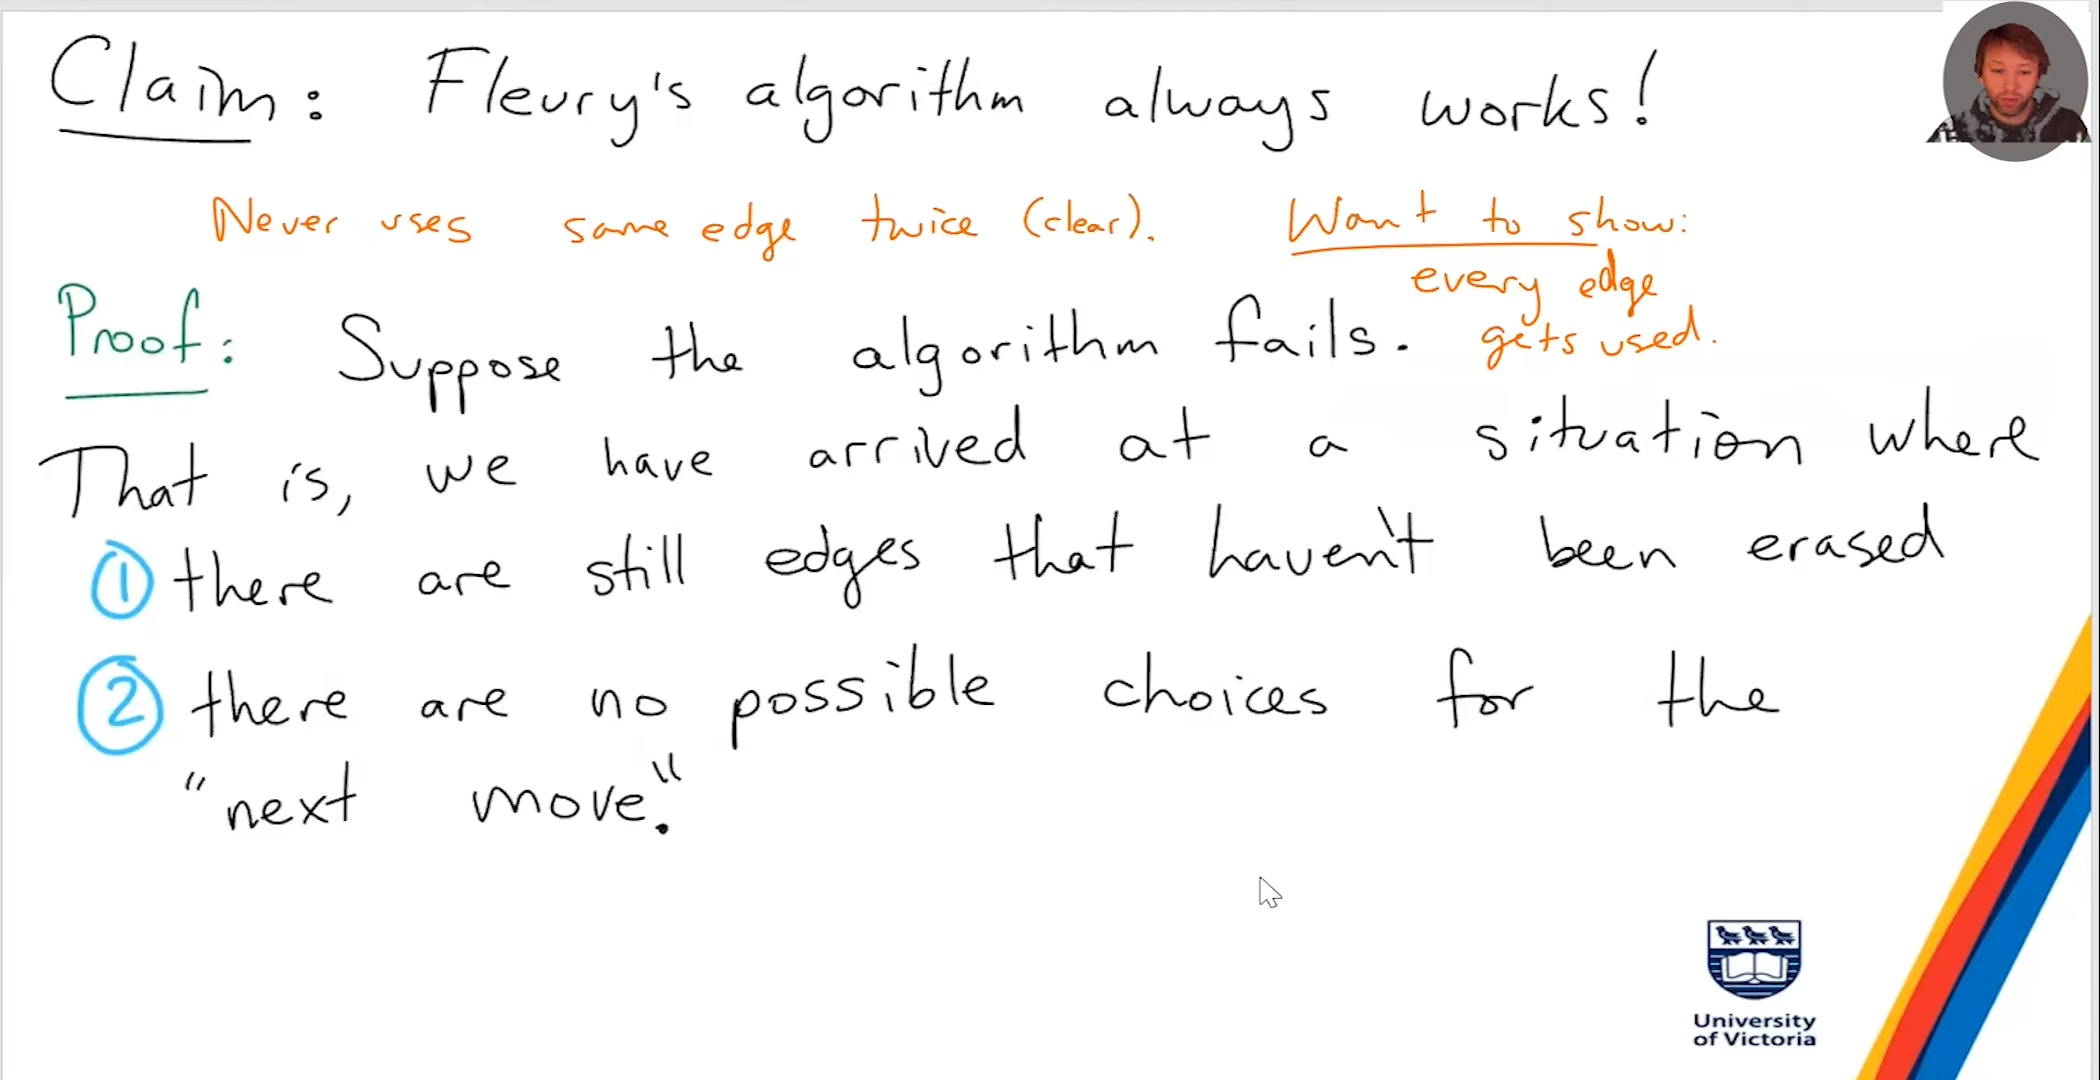 Claim: Fleury's algorithm always works!
Never uses same edge twice (clear). Want to show:
every edge
gets used.
Proof: Suppose the algorithm fails.
That is, we have arrived at a situation where
① there are still edges that haven't been erased
② there are no possible choices for the
"next move."
University
of Victoria